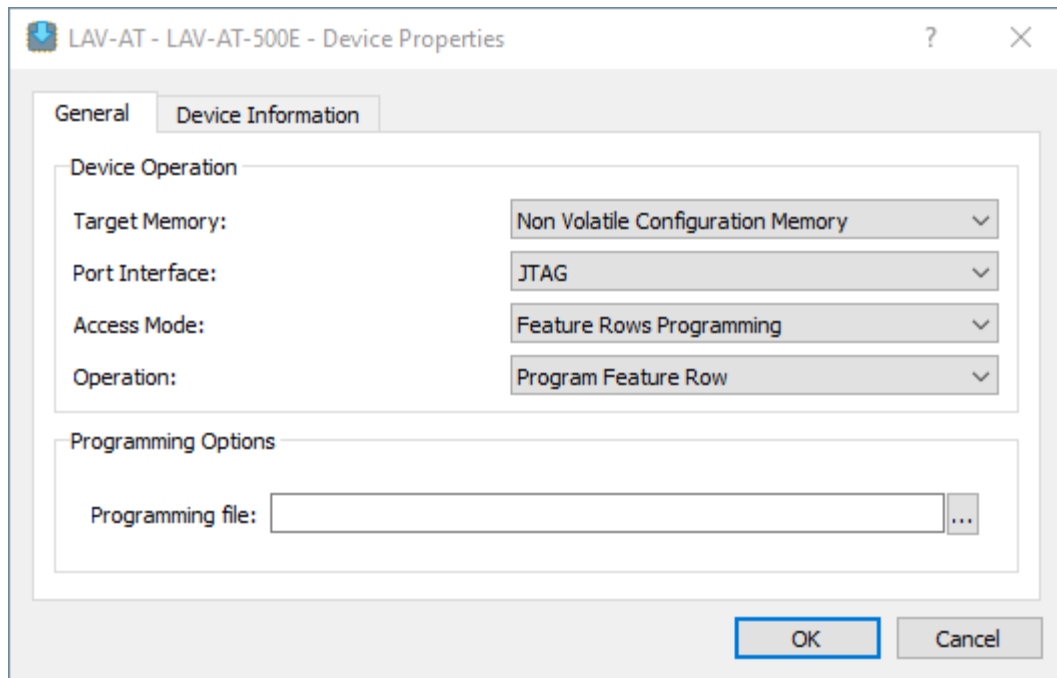 LAV-AT - LAV-AT-500E - Device Properties ?
General Device Information
Device Operation
Target Memory: Non Volatile Configuration Memory
Port Interface: JTAG
Access Mode: Feature Rows Programming
Operation: Program Feature Row
Programming Options
Programming file: ...
OK Cancel